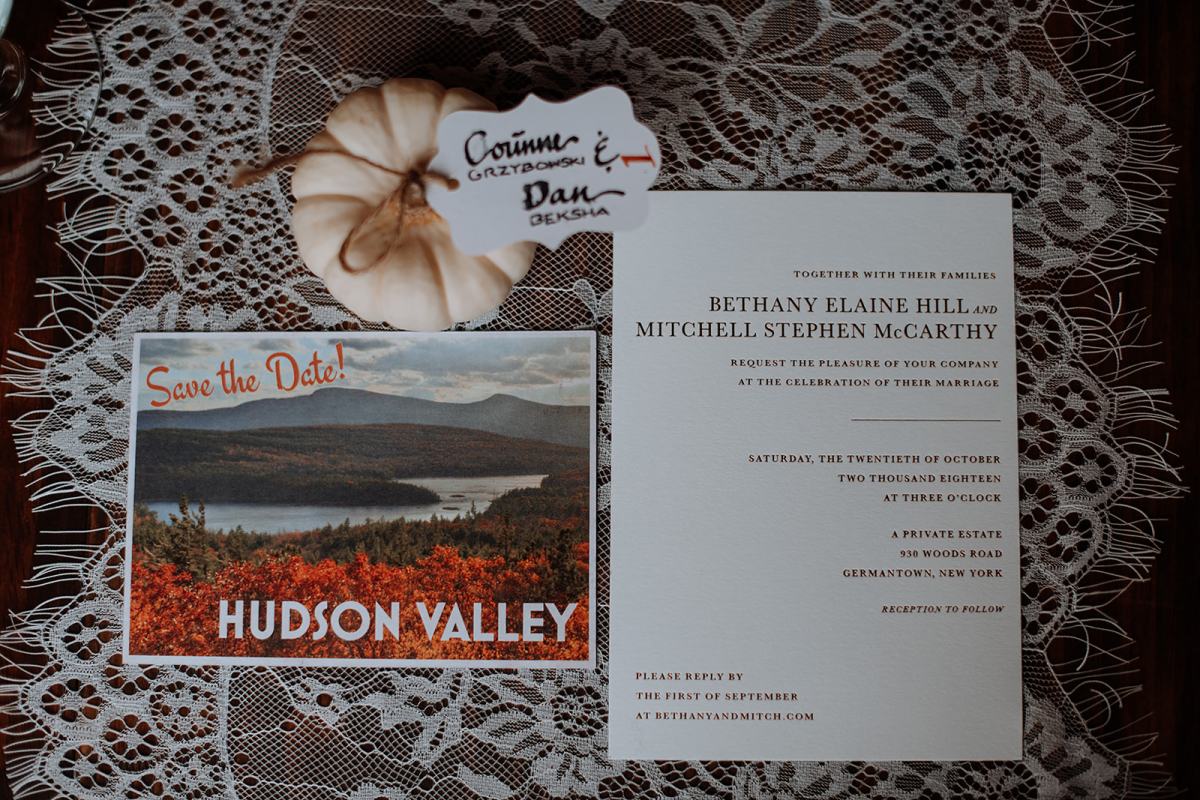 Corinne
GRZYBOWSKI & 1
Dan
BEKSHA
Save the Date!
HUDSON VALLEY
TOGETHER WITH THEIR FAMILIES
BETHANY ELAINE HILL AND
MITCHELL STEPHEN McCARTHY
REQUEST THE PLEASURE OF YOUR COMPANY
AT THE CELEBRATION OF THEIR MARRIAGE
SATURDAY, THE TWENTIETH OF OCTOBER
TWO THOUSAND EIGHTEEN
AT THREE O'CLOCK
A PRIVATE ESTATE
930 WOODS ROAD
GERMANTOWN, NEW YORK
RECEPTION TO FOLLOW
PLEASE REPLY BY
THE FIRST OF SEPTEMBER
AT BETHANYANDMITCH.COM